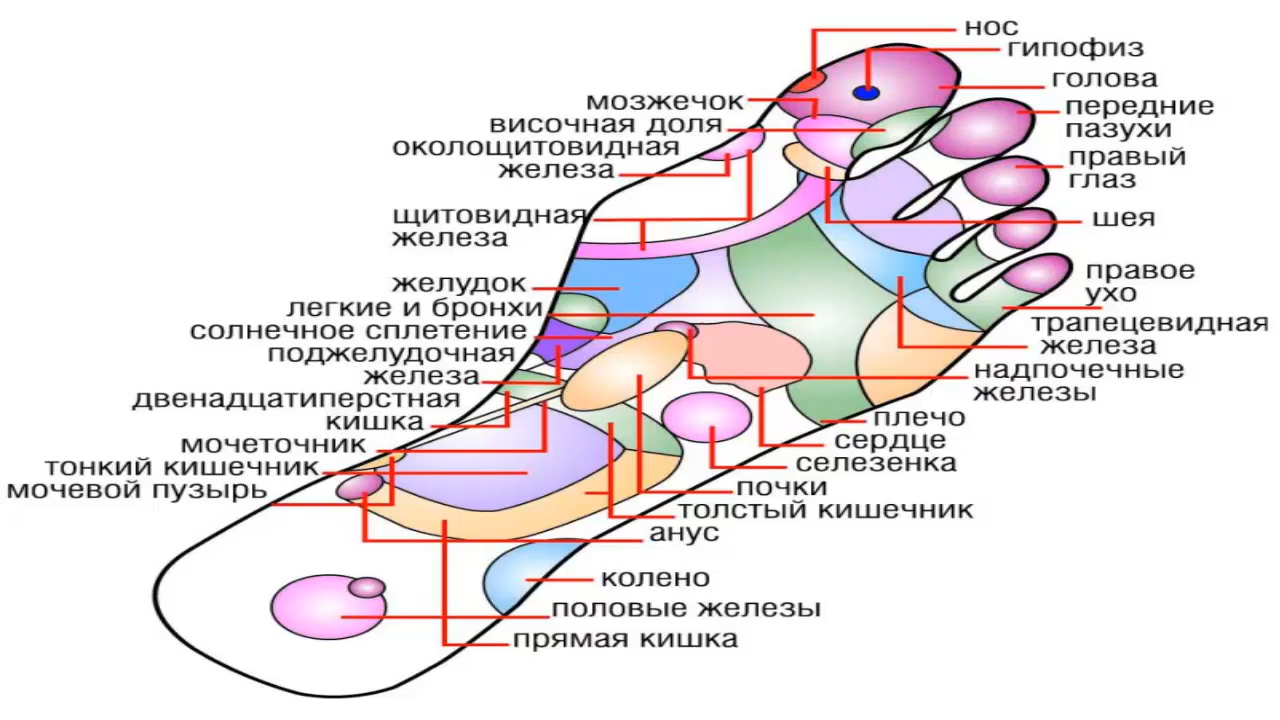 нос
гипофиз
голова
передние
пазухи
правый
глаз
шея
правое
ухо
трапецевидная
железа
надпочечные
железы
плечо
сердце
селезенка
почки
толстый кишечник
анус
колено
половые железы
прямая кишка
мозжечок
височная доля
околощитовидная
железа
щитовидная
железа
желудок
легкие и бронхи
солнечное сплетение
поджелудочная
железа
двенадцатиперстная
кишка
мочеточник
тонкий кишечник
мочевой пузырь